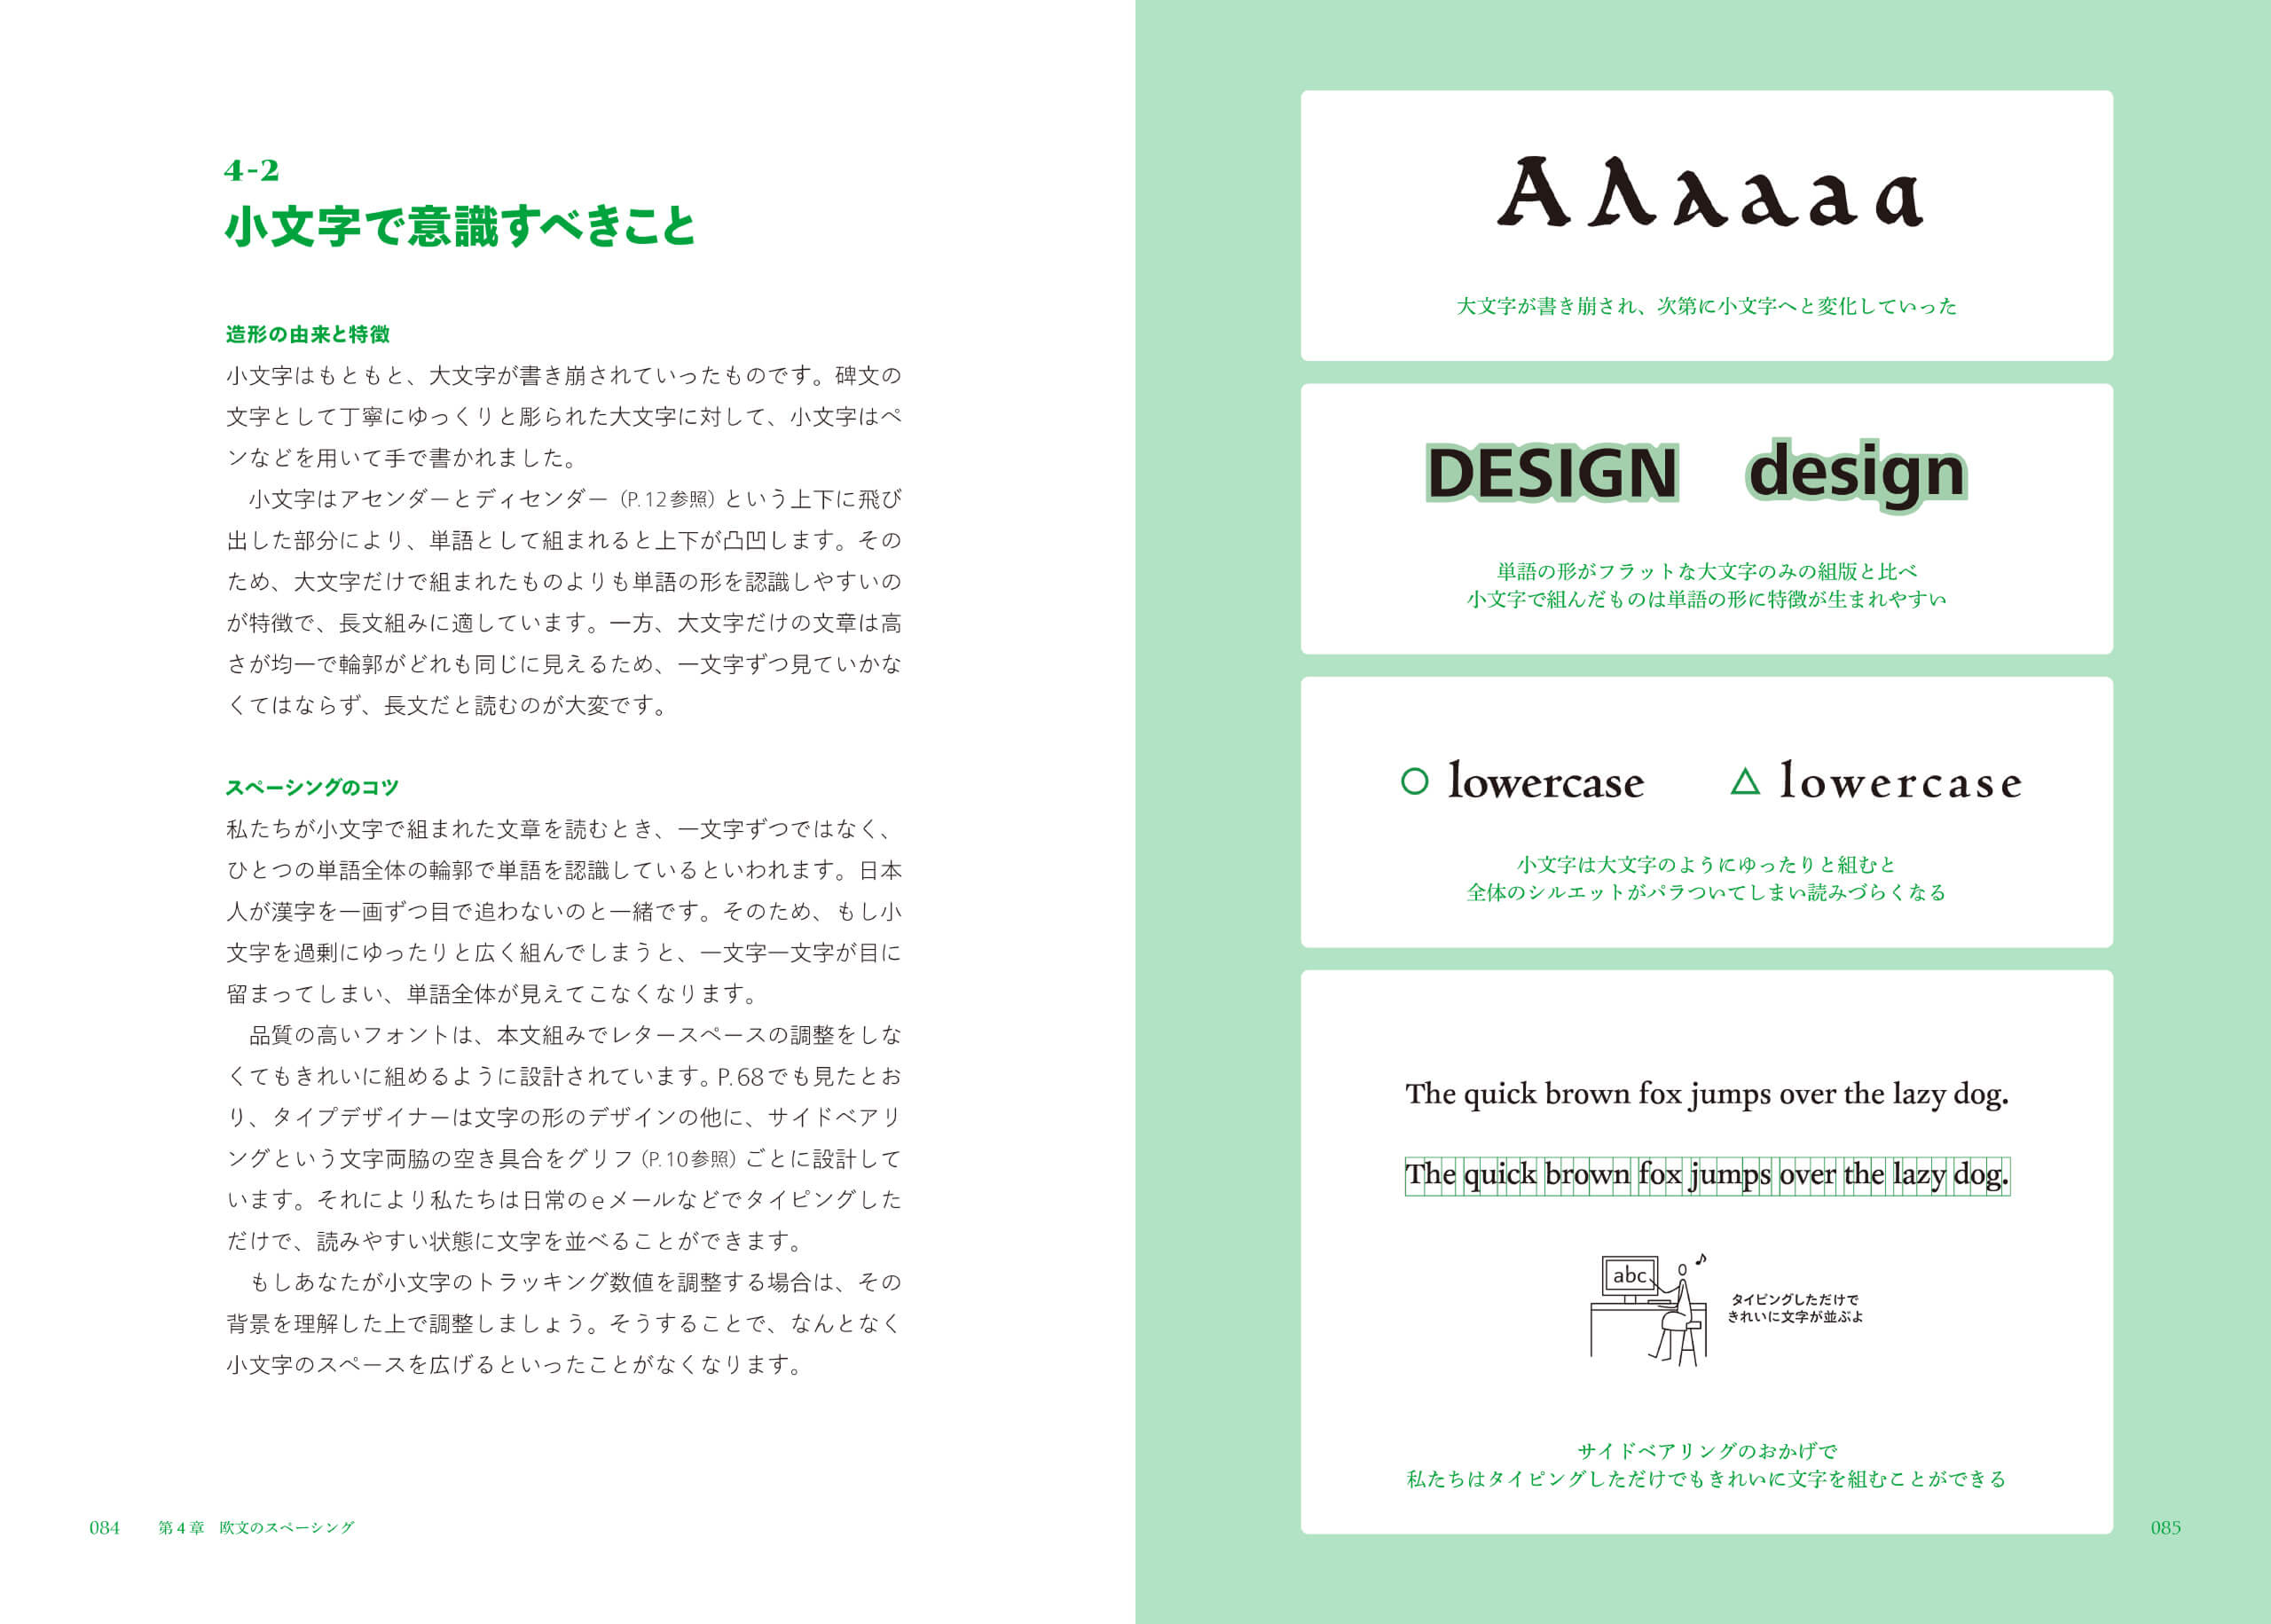 4-2
小文字で意識すべきこと
造形の由来と特徴
小文字はもともと、大文字が書き崩されていったものです。碑文の
文字として丁寧にゆっくりと彫られた大文字に対して、小文字はペ
ンなどを用いて手で書かれました。
　小文字はアセンダーとディセンダー（P.12参照）という上下に飛び
出した部分により、単語として組まれると上下が凸凹します。その
ため、大文字だけで組まれたものよりも単語の形を認識しやすいの
が特徴で、長文組みに適しています。一方、大文字だけの文章は高
さが均一で輪郭がどれも同じに見えるため、一文字ずつ見ていかな
くてはならず、長文だと読むのが大変です。
スペーシングのコツ
私たちが小文字で組まれた文章を読むとき、一文字ずつではなく、
ひとつの単語全体の輪郭で単語を認識しているといわれます。日本
人が漢字を一画ずつ目で追わないのと一緒です。そのため、もし小
文字を過剰にゆったりと広く組んでしまうと、一文字一文字が目に
留まってしまい、単語全体が見えてこなくなります。
　品質の高いフォントは、本文組みでレタースペースの調整をしな
くてもきれいに組めるように設計されています。P.68でも見たとお
り、タイプデザイナーは文字の形のデザインの他に、サイドベアリ
ングという文字両脇の空き具合をグリフ（P.10参照）ごとに設計して
います。それにより私たちは日常のeメールなどでタイピングした
だけで、読みやすい状態に文字を並べることができます。
　もしあなたが小文字のトラッキング数値を調整する場合は、その
背景を理解した上で調整しましょう。そうすることで、なんとなく
小文字のスペースを広げるといったことがなくなります。
084　第4章　欧文のスペーシング
A Λ λ a a a
大文字が書き崩され、次第に小文字へと変化していった
DESIGN design
単語の形がフラットな大文字のみの組版と比べ
小文字で組んだものは単語の形に特徴が生まれやすい
○ lowercase △ lowercase
小文字は大文字のようにゆったりと組むと
全体のシルエットがバラついてしまい読みづらくなる
The quick brown fox jumps over the lazy dog.
The quick brown fox jumps over the lazy dog.
abc
♪
タイピングしただけで
きれいに文字が並ぶよ
サイドベアリングのおかげで
私たちはタイピングしただけでもきれいに文字を組むことができる
085